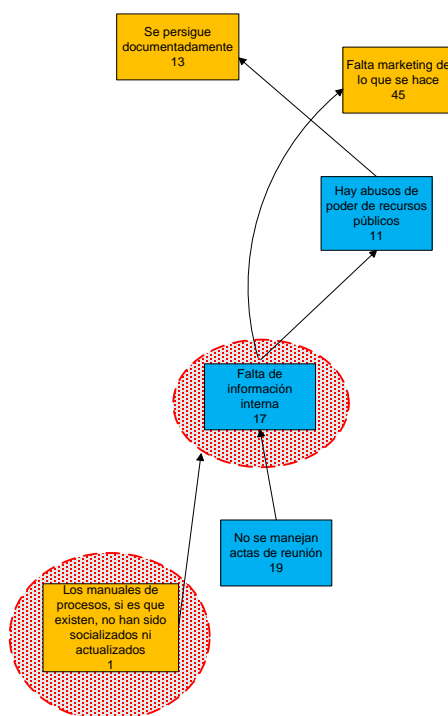 Se persigue
documentadamente
13
Falta marketing de
lo que se hace
45
Hay abusos de
poder de recursos
públicos
11
Falta de
información
interna
17
No se manejan
actas de reunión
19
Los manuales de
procesos, si es que
existen, no han sido
socializados ni
actualizados
1